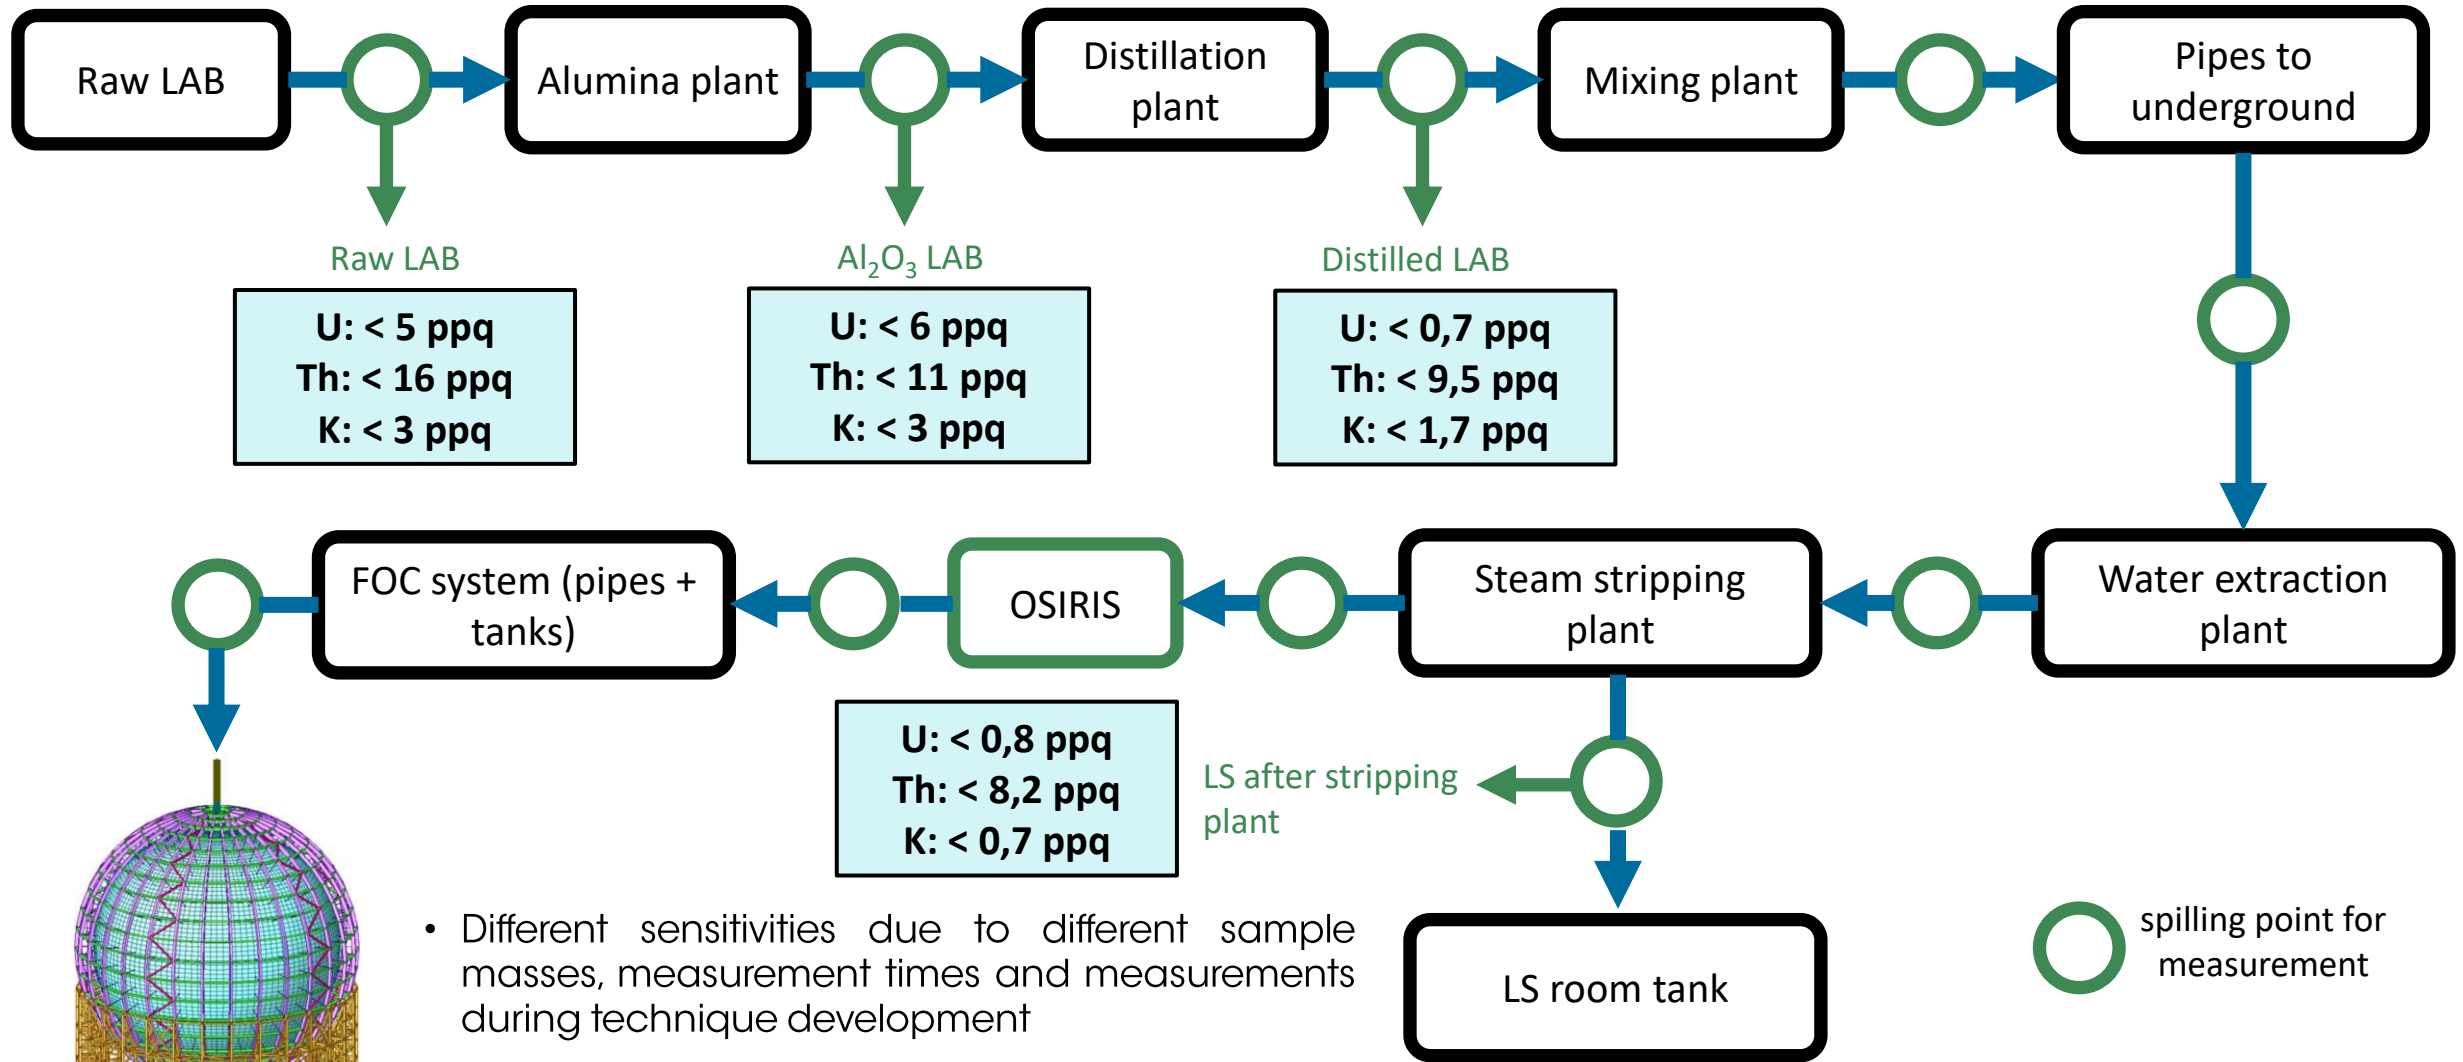 Raw LAB
Alumina plant
Distillation
plant
Mixing plant
Pipes to
underground
Raw LAB
U: < 5 ppq
Th: < 16 ppq
K: < 3 ppq
Al₂O₃ LAB
U: < 6 ppq
Th: < 11 ppq
K: < 3 ppq
Distilled LAB
U: < 0,7 ppq
Th: < 9,5 ppq
K: < 1,7 ppq
FOC system (pipes +
tanks)
OSIRIS
Steam stripping
plant
Water extraction
plant
U: < 0,8 ppq
Th: < 8,2 ppq
K: < 0,7 ppq
LS after stripping
plant
• Different sensitivities due to different sample
masses, measurement times and measurements
during technique development
LS room tank
spilling point for
measurement